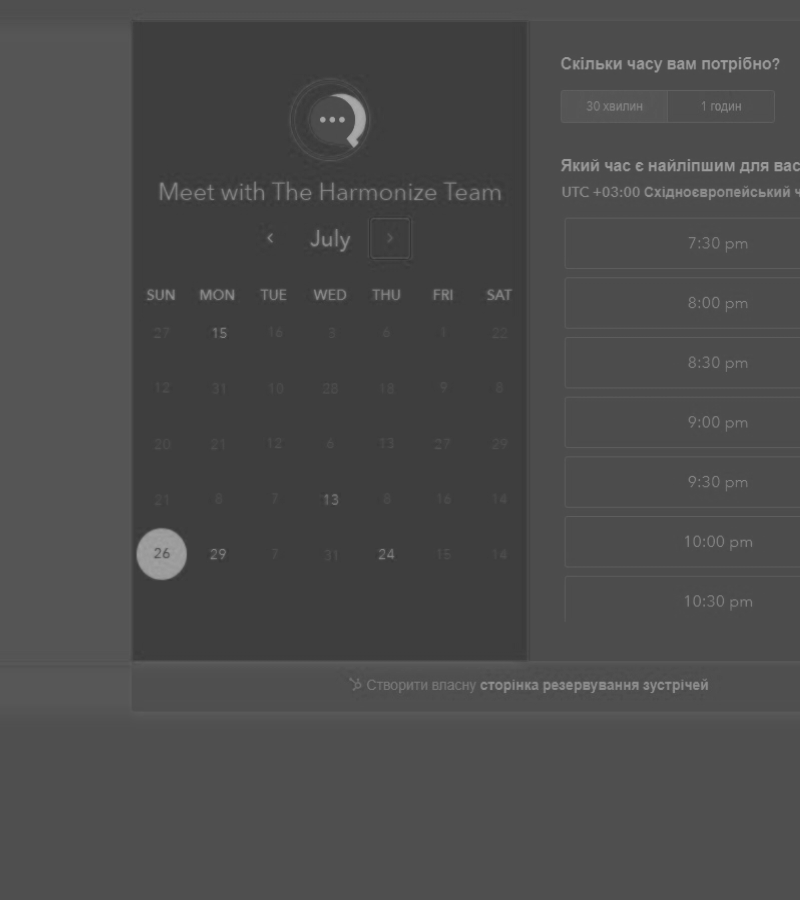 Meet with The Harmonize Team
July
SUN MON TUE WED THU FRI SAT
27 15 16 3 6 1 22
12 31 10 28 18 9 8
20 21 12 6 13 27 29
21 8 7 13 8 16 14
26 29 7 31 24 15 14
Скільки часу вам потрібно?
30 хвилин 1 годин
Який час є найліпшим для вас
UTC +03:00 Східноєвропейський ч
7:30 pm
8:00 pm
8:30 pm
9:00 pm
9:30 pm
10:00 pm
10:30 pm
Створити власну сторінка резервування зустрічей